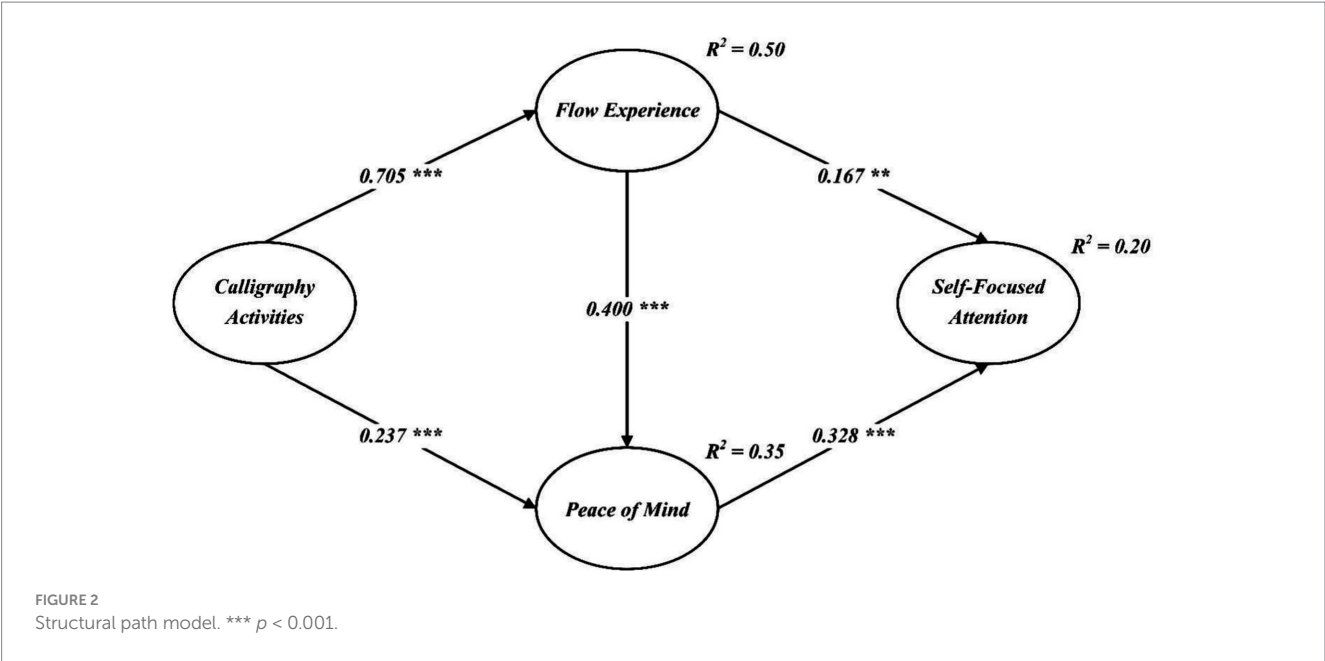 R² = 0.50
Flow Experience
0.705 ***
0.167 **
R² = 0.20
Calligraphy
Activities
Self-Focused
Attention
0.400 ***
0.237 ***
R² = 0.35
0.328 ***
Peace of Mind
FIGURE 2
Structural path model. *** p < 0.001.